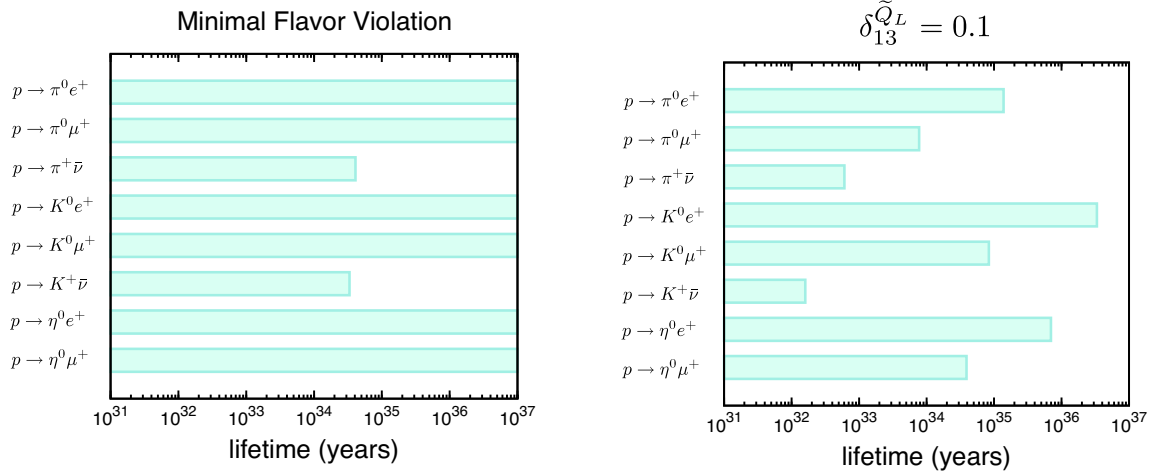 Minimal Flavor Violation
p → π⁰e⁺
p → π⁰μ⁺
p → π⁺ν̄
p → K⁰e⁺
p → K⁰μ⁺
p → K⁺ν̄
p → η⁰e⁺
p → η⁰μ⁺
10³¹ 10³² 10³³ 10³⁴ 10³⁵ 10³⁶ 10³⁷
lifetime (years)
δ₁₃^Q̃_L = 0.1
p → π⁰e⁺
p → π⁰μ⁺
p → π⁺ν̄
p → K⁰e⁺
p → K⁰μ⁺
p → K⁺ν̄
p → η⁰e⁺
p → η⁰μ⁺
10³¹ 10³² 10³³ 10³⁴ 10³⁵ 10³⁶ 10³⁷
lifetime (years)